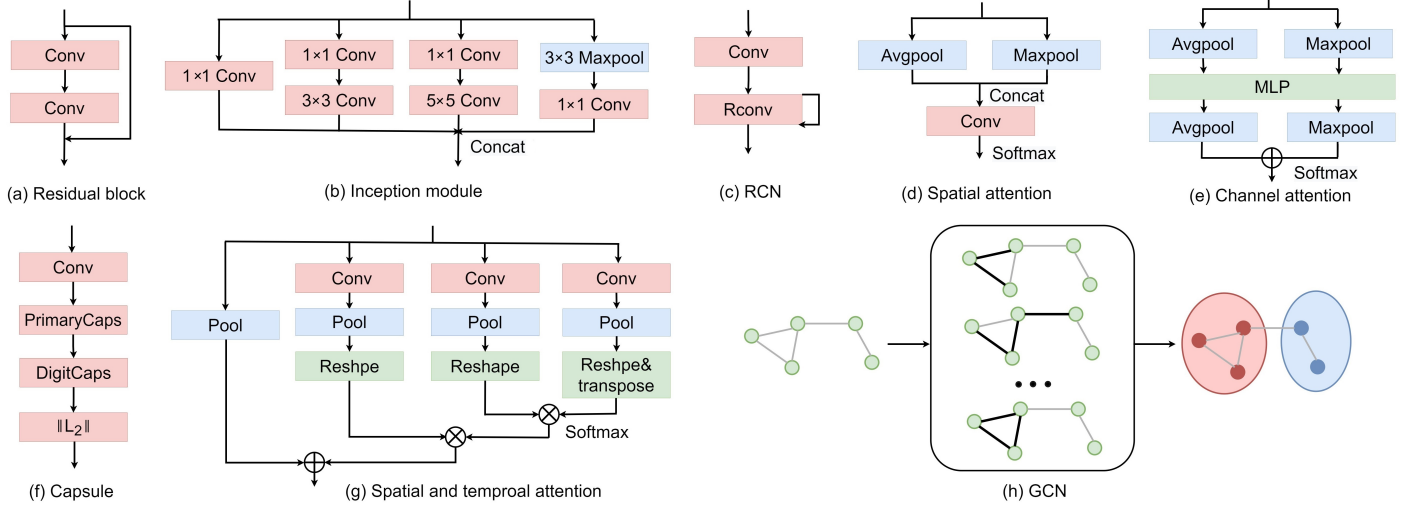 Conv
Conv
(a) Residual block
1×1 Conv
1×1 Conv
3×3 Conv
1×1 Conv
5×5 Conv
3×3 Maxpool
1×1 Conv
Concat
(b) Inception module
Conv
Rconv
(c) RCN
Avgpool
Maxpool
Concat
Conv
Softmax
(d) Spatial attention
Avgpool
Maxpool
MLP
Avgpool
Maxpool
Softmax
(e) Channel attention
Conv
PrimaryCaps
DigitCaps
‖L₂‖
(f) Capsule
Pool
Conv
Pool
Reshpe
Conv
Pool
Reshape
Conv
Pool
Reshpe&
transpose
Softmax
(g) Spatial and temproal attention
(h) GCN